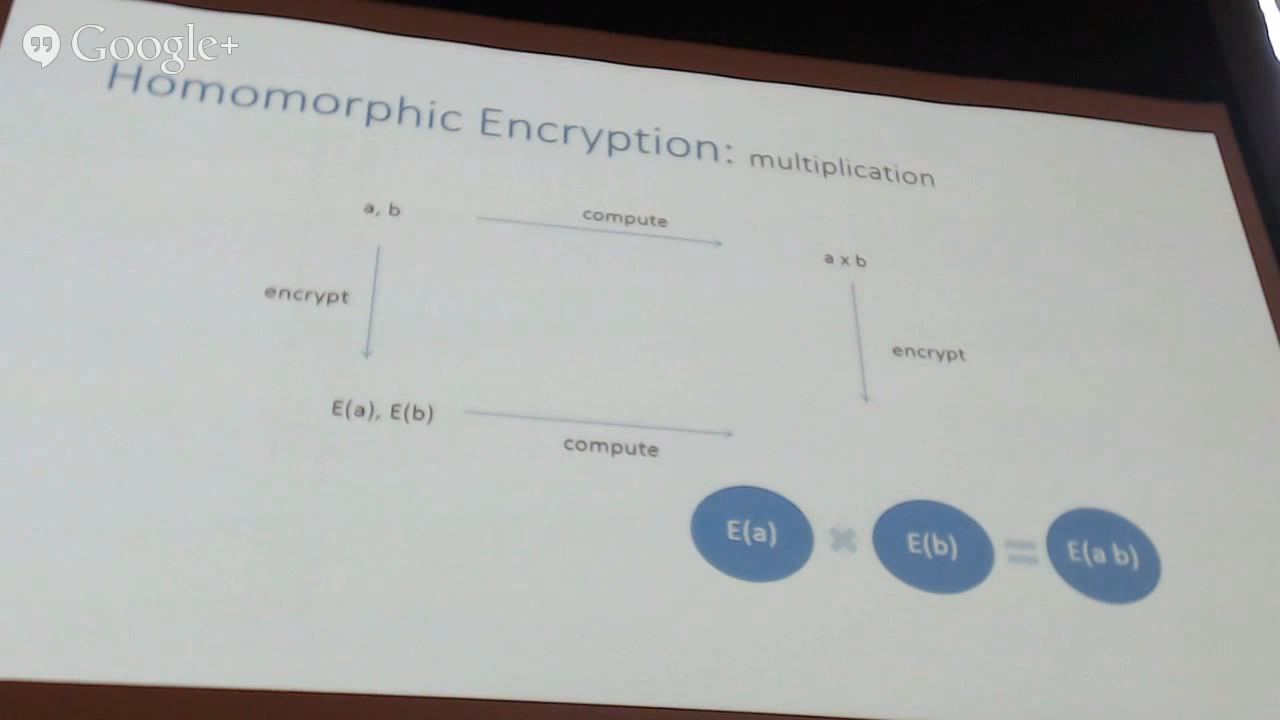 Google+
Homomorphic Encryption: multiplication
a, b
compute
a x b
encrypt
encrypt
E(a), E(b)
compute
E(a) × E(b) = E(a b)